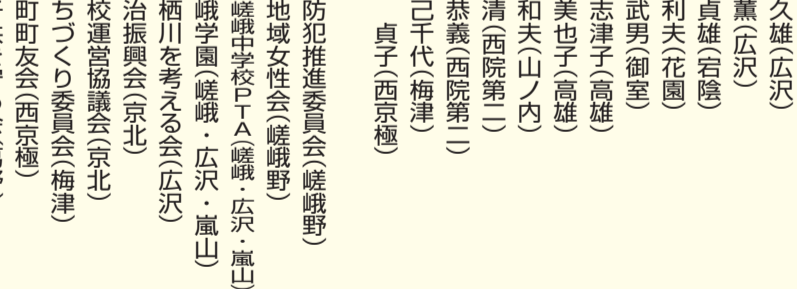 久雄（広沢）
薫（広沢）
貞雄（宕陰）
利夫（花園）
武男（御室）
志津子（高雄）
美也子（高雄）
和夫（山ノ内）
清（西院第二）
恭義（西院第二）
己千代（梅津）
貞子（西京極）
防犯推進委員会（嵯峨野）
地域女性会（嵯峨野）
嵯峨中学校ＰＴＡ（嵯峨・広沢・嵐山）
峨学園（嵯峨・広沢・嵐山）
栖川を考える会（広沢）
治振興会（京北）
校運営協議会（京北）
ちづくり委員会（梅津）
町町友会（西京極）